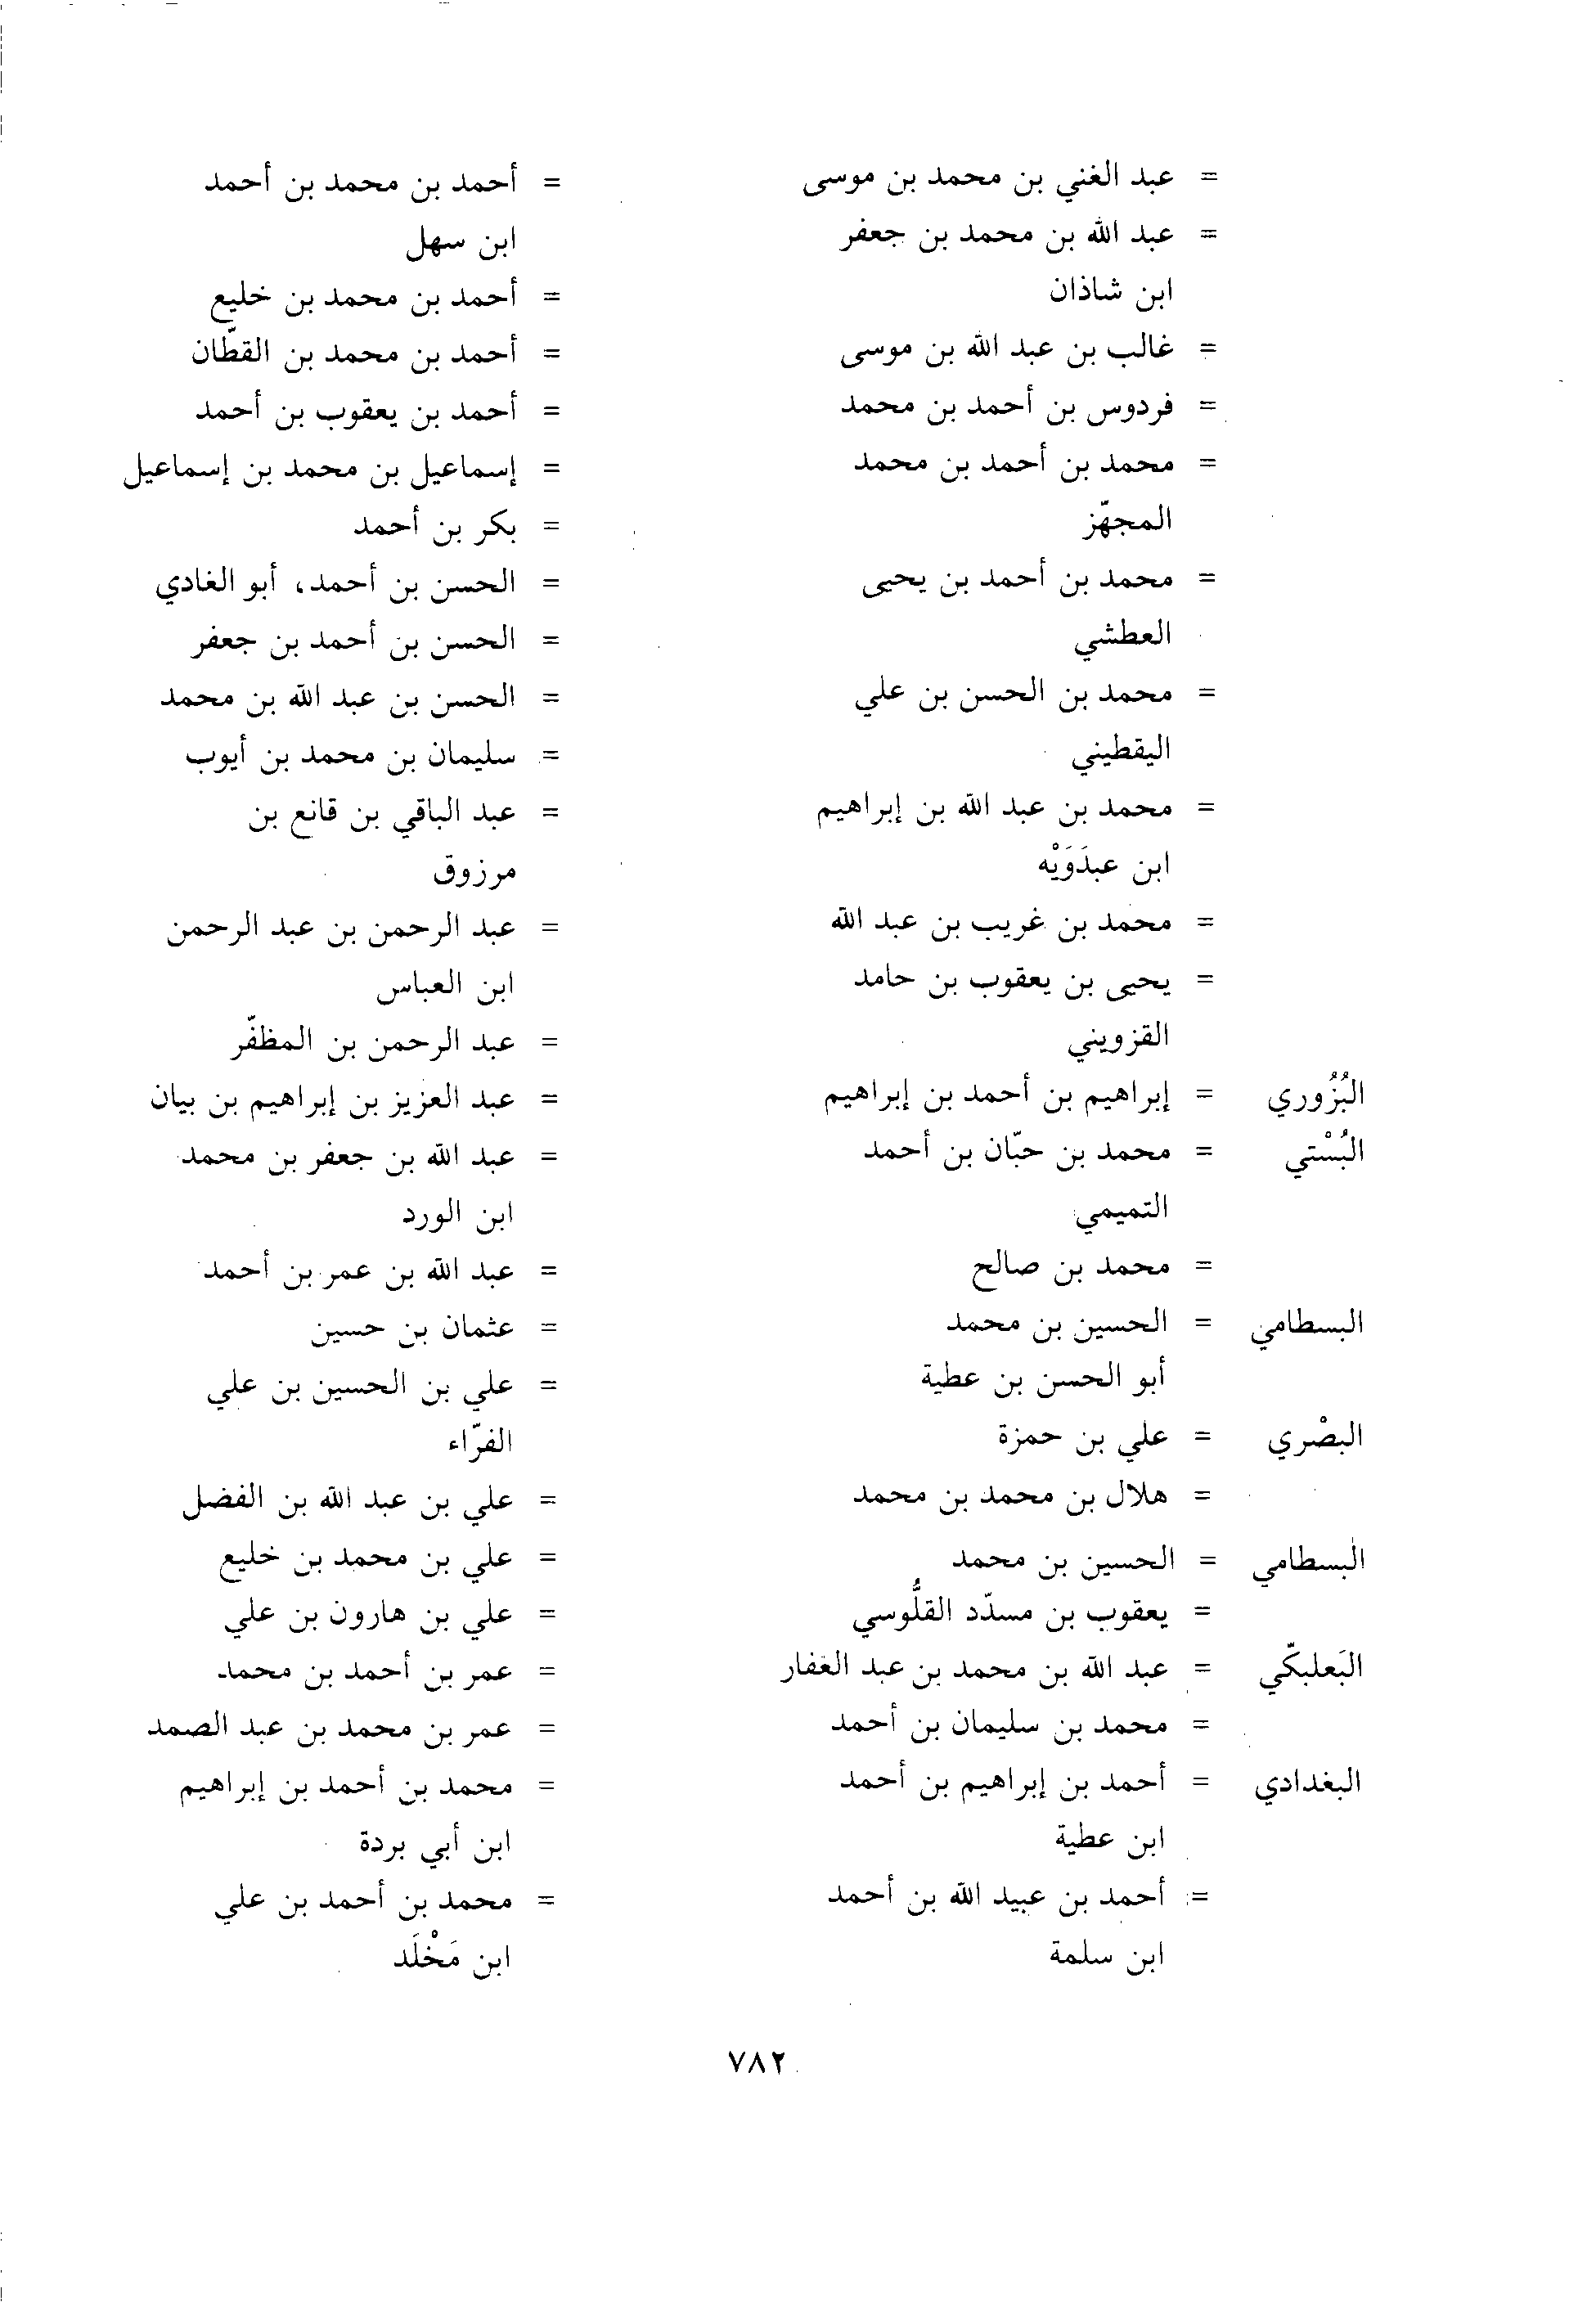 = عبد الغني بن محمد بن موسى
= عبد الله بن محمد بن جعفر
ابن شاذان
= غالب بن عبد الله بن موسى
= فردوس بن أحمد بن محمد
= محمد بن أحمد بن محمد
المجهّز
= محمد بن أحمد بن يحيى
العطشي
= محمد بن الحسن بن علي
اليقطيني
= محمد بن عبد الله بن إبراهيم
ابن عبدَوَيْه
= محمد بن غريب بن عبد الله
= يحيى بن يعقوب بن حامد
القزويني
البُزُوري = إبراهيم بن أحمد بن إبراهيم
البُسْتي = محمد بن حبّان بن أحمد
التميمي
= محمد بن صالح
البسطامي = الحسين بن محمد
أبو الحسن بن عطية
البصْري = علي بن حمزة
= هلال بن محمد بن محمد
البسطامي = الحسين بن محمد
= يعقوب بن مسدّد القلُّوسي
البَعلبكّي = عبد الله بن محمد بن عبد الغفار
= محمد بن سليمان بن أحمد
البغدادي = أحمد بن إبراهيم بن أحمد
ابن عطية
= أحمد بن عبيد الله بن أحمد
ابن سلمة
= أحمد بن محمد بن أحمد
ابن سهل
= أحمد بن محمد بن خليع
= أحمد بن محمد بن القطّان
= أحمد بن يعقوب بن أحمد
= إسماعيل بن محمد بن إسماعيل
= بكر بن أحمد
= الحسن بن أحمد، أبو الغادي
= الحسن بن أحمد بن جعفر
= الحسن بن عبد الله بن محمد
= سليمان بن محمد بن أيوب
= عبد الباقي بن قانع بن
مرزوق
= عبد الرحمن بن عبد الرحمن
ابن العباس
= عبد الرحمن بن المظفّر
= عبد العزيز بن إبراهيم بن بيان
= عبد الله بن جعفر بن محمد
ابن الورد
= عبد الله بن عمر بن أحمد
= عثمان بن حسين
= علي بن الحسين بن علي
الفرّاء
= علي بن عبد الله بن الفضل
= علي بن محمد بن خليع
= علي بن هارون بن علي
= عمر بن أحمد بن محمد
= عمر بن محمد بن عبد الصمد
= محمد بن أحمد بن إبراهيم
ابن أبي بردة
= محمد بن أحمد بن علي
ابن مَخْلَد
٧٨٢